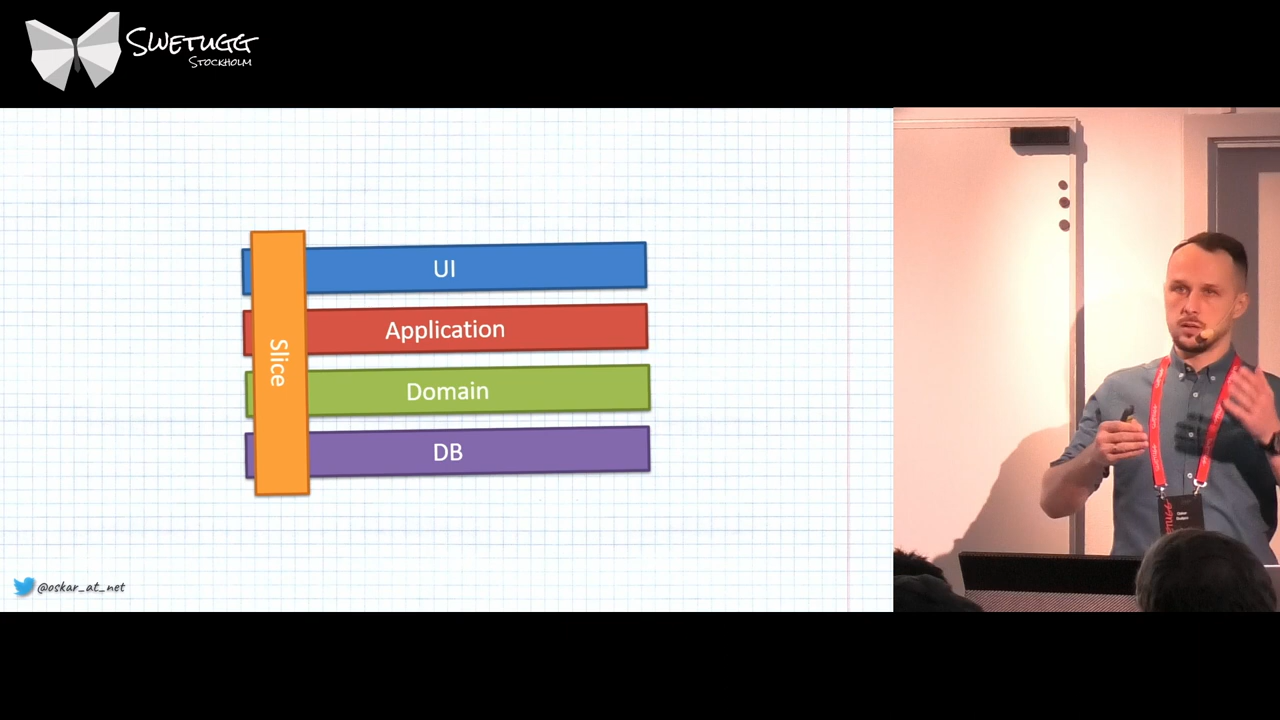 SWETUGG
STOCKHOLM
UI
Application
Slice
Domain
DB
@oskar_at_net